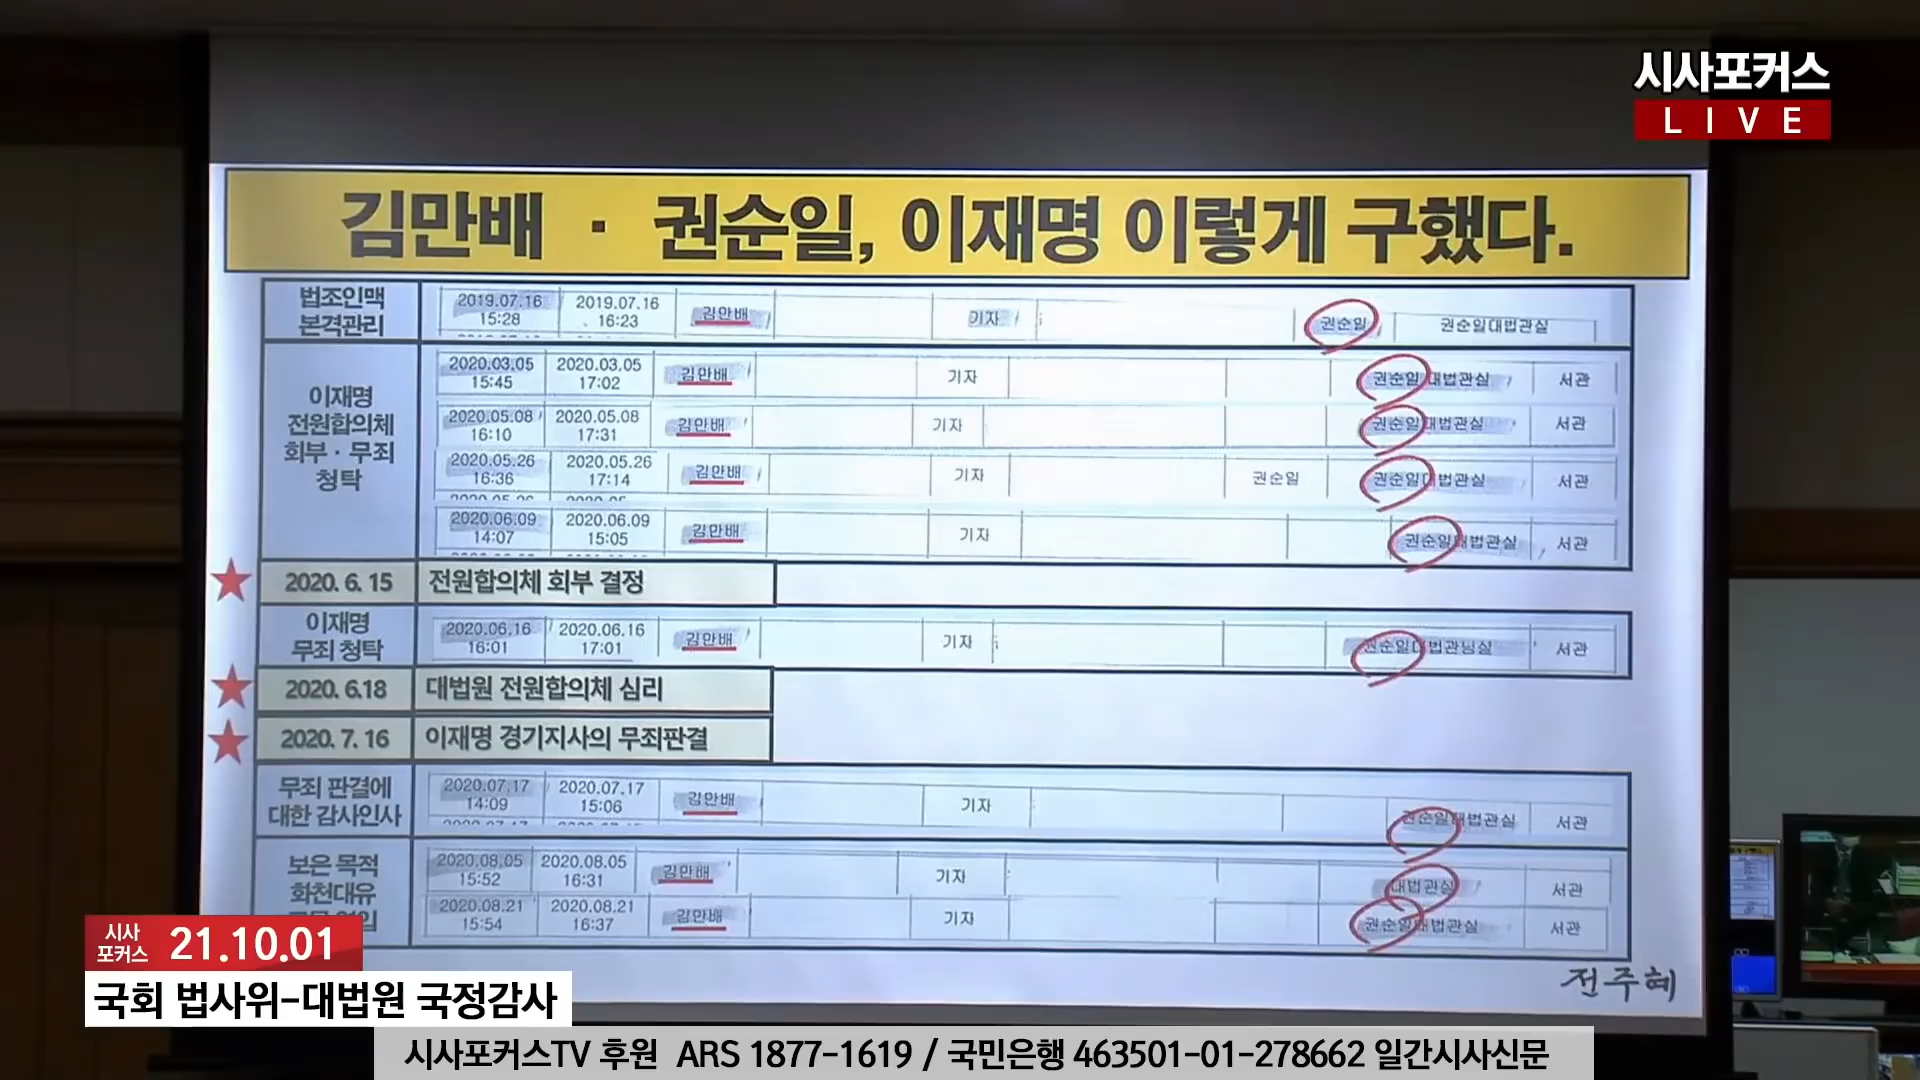 시사포커스
LIVE
김만배 · 권순일, 이재명 이렇게 구했다.
법조인맥
본격관리
2019.07.16 15:28 2019.07.16 16:23 김만배 기자 권순일 권순일대법관실
이재명
전원합의체
회부 · 무죄
청탁
2020.03.05 15:45 2020.03.05 17:02 김만배 기자 권순일 대법관실 서관
2020.05.08 16:10 2020.05.08 17:31 김만배 기자 권순일대법관실 서관
2020.05.26 16:36 2020.05.26 17:14 김만배 기자 권순일 권순일대법관실 서관
2020.06.09 14:07 2020.06.09 15:05 김만배 기자 권순일대법관실 서관
2020. 6. 15 전원합의체 회부 결정
이재명
무죄 청탁
2020.06.16 16:01 2020.06.16 17:01 김만배 기자 권순일대법관님실 서관
2020. 6.18 대법원 전원합의체 심리
2020. 7. 16 이재명 경기지사의 무죄판결
무죄 판결에
대한 감사인사
2020.07.17 14:09 2020.07.17 15:06 김만배 기자 권순일대법관실 서관
보은 목적
화천대유
2020.08.05 15:52 2020.08.05 16:31 김만배 기자 대법관실 서관
2020.08.21 15:54 2020.08.21 16:37 김만배 기자 권순일대법관실 서관
전주혜
시사
포커스
21.10.01
국회 법사위-대법원 국정감사
시사포커스TV 후원 ARS 1877-1619 / 국민은행 463501-01-278662 일간시사신문